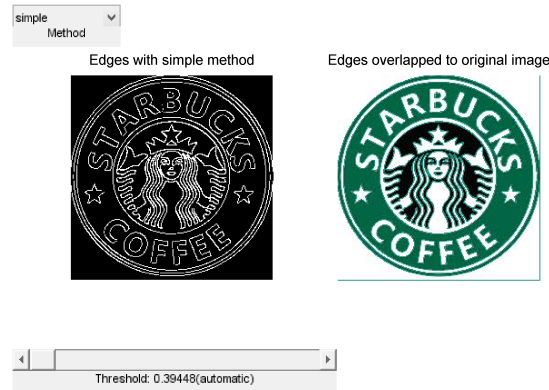 simple
Method
Edges with simple method
Edges overlapped to original image
STARBUCKS
COFFEE
STARBUCKS
COFFEE
Threshold: 0.39448(automatic)